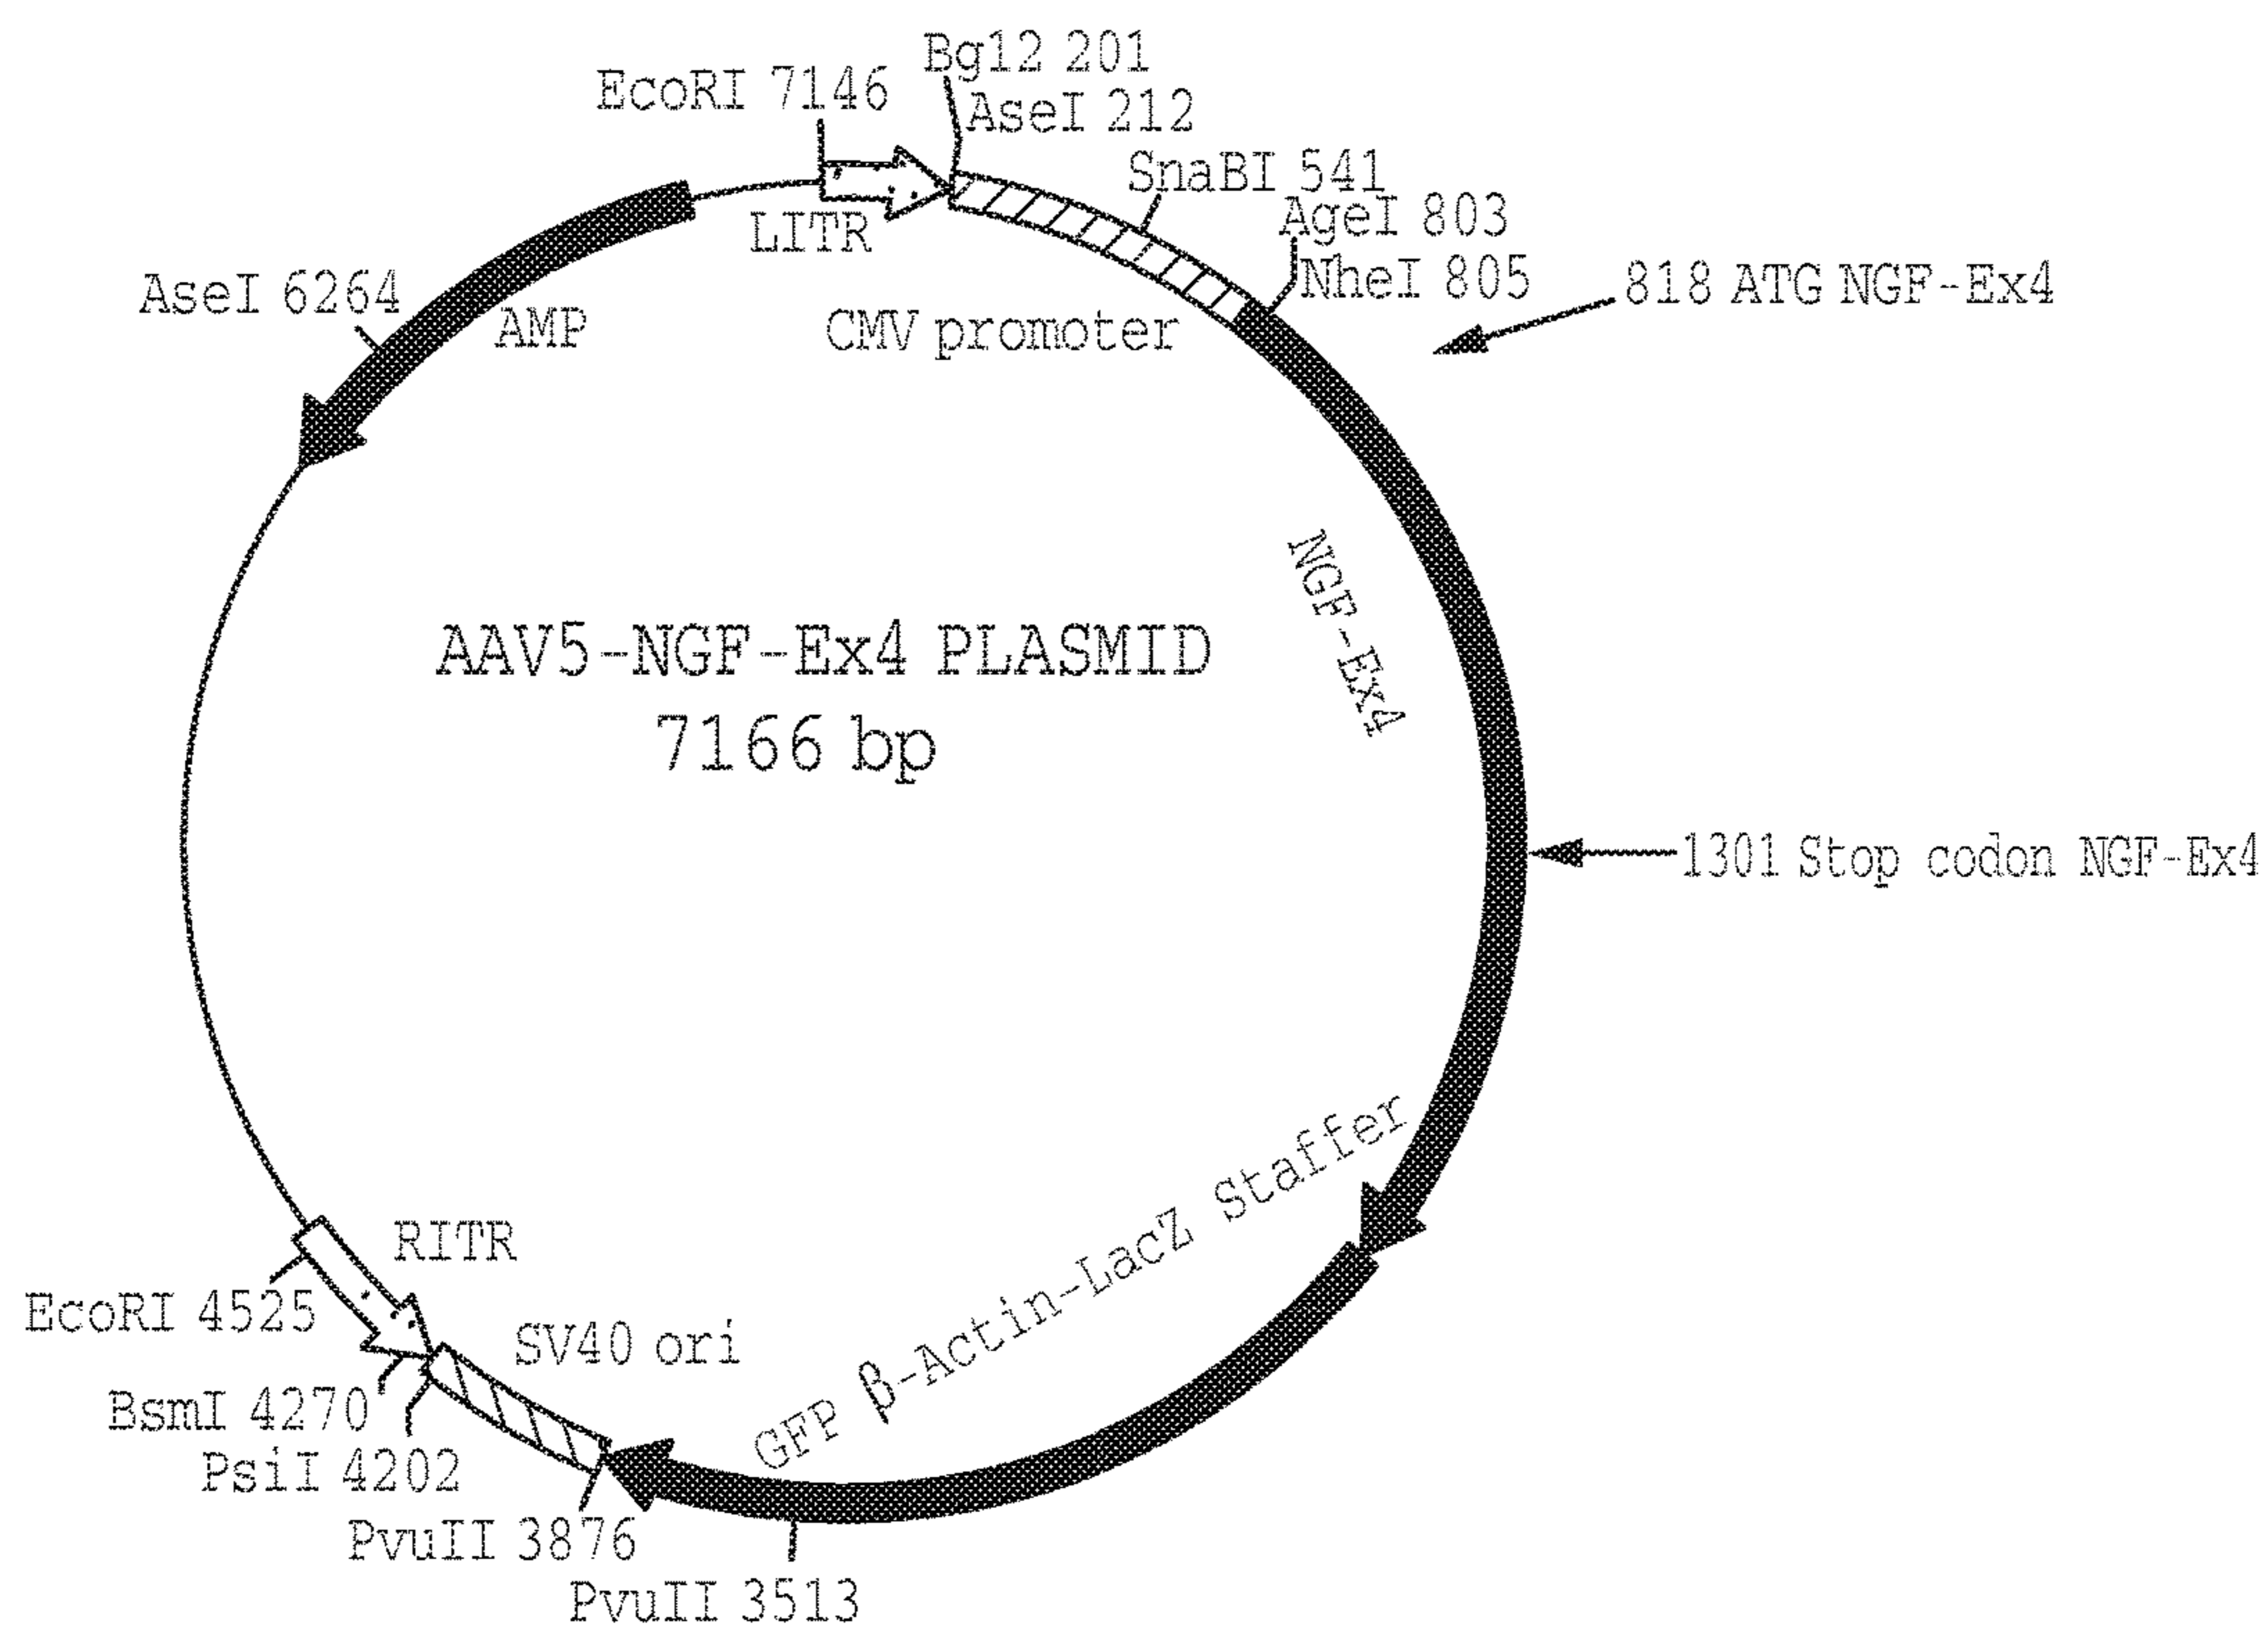 EcoRI 7146
Bg12 201
AseI 212
SnaBI 541
AgeI 803
NheI 805
818 ATG NGF-Ex4
LITR
CMV promoter
AseI 6264
AMP
NGF-Ex4
AAV5-NGF-Ex4 PLASMID
7166 bp
1301 Stop codon NGF-Ex4
GFP β-Actin-LacZ Staffer
RITR
EcoRI 4525
SV40 ori
BsmI 4270
PsiI 4202
PvuII 3876
PvuII 3513